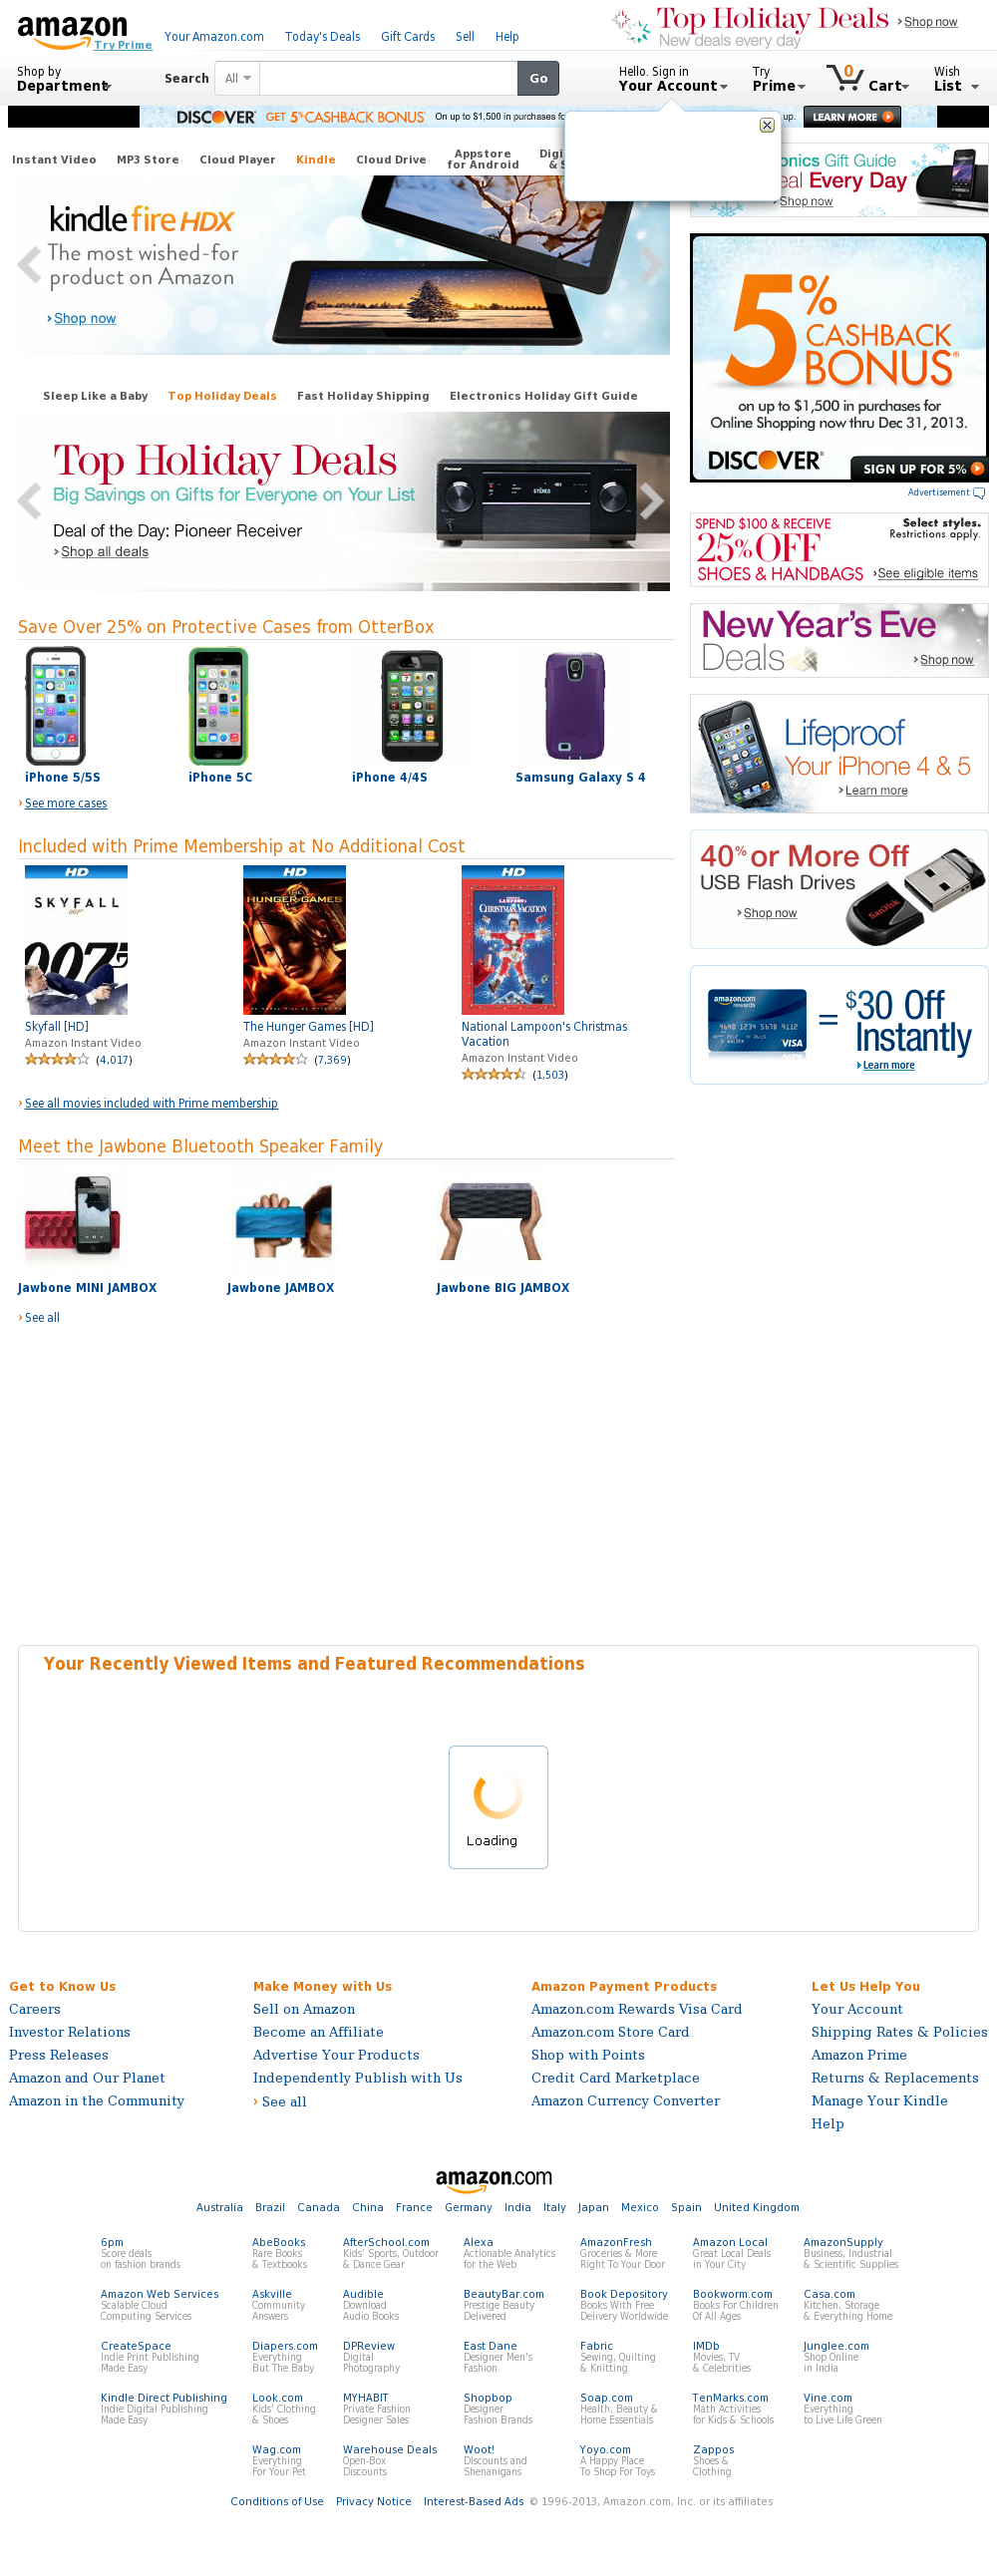 amazon
Try Prime
Your Amazon.com Today's Deals Gift Cards Sell Help
Top Holiday Deals
New deals every day
› Shop now
Shop by
Department
Search All Go
Hello. Sign in
Your Account
Try
Prime
0 Cart
Wish
List
DISCOVER GET 5% CASHBACK BONUS
LEARN MORE
Instant Video MP3 Store Cloud Player Kindle Cloud Drive Appstore
for Android
kindle fire HDX
The most wished-for
product on Amazon
› Shop now
Gift Guide
Every Day
Shop now
5%
CASHBACK
BONUS®
on up to $1,500 in purchases for
Online Shopping now thru Dec 31, 2013.
DISCOVER SIGN UP FOR 5%
Advertisement
Sleep Like a Baby Top Holiday Deals Fast Holiday Shipping Electronics Holiday Gift Guide
Top Holiday Deals
Big Savings on Gifts for Everyone on Your List
Deal of the Day: Pioneer Receiver
› Shop all deals
Pioneer
STEREO
SPEND $100 & RECEIVE
25% OFF
SHOES & HANDBAGS
Select styles.
Restrictions apply.
› See eligible items
New Year's Eve
Deals
› Shop now
Lifeproof
Your iPhone 4 & 5
› Learn more
40% or More Off
USB Flash Drives
› Shop now
SanDisk
amazon.com
rewards
4640 1234 5678 9112
VISA
= $30 Off
Instantly
Learn more
Save Over 25% on Protective Cases from OtterBox
iPhone 5/5S iPhone 5C iPhone 4/4S Samsung Galaxy S 4
› See more cases
Included with Prime Membership at No Additional Cost
HD HD HD
SKYFALL
007
THE
HUNGER GAMES
CHRISTMAS
VACATION
Skyfall [HD]
Amazon Instant Video
(4,017)
The Hunger Games [HD]
Amazon Instant Video
(7,369)
National Lampoon's Christmas
Vacation
Amazon Instant Video
(1,503)
› See all movies included with Prime membership
Meet the Jawbone Bluetooth Speaker Family
Jawbone MINI JAMBOX Jawbone JAMBOX Jawbone BIG JAMBOX
› See all
Your Recently Viewed Items and Featured Recommendations
Loading
Get to Know Us
Careers
Investor Relations
Press Releases
Amazon and Our Planet
Amazon in the Community
Make Money with Us
Sell on Amazon
Become an Affiliate
Advertise Your Products
Independently Publish with Us
› See all
Amazon Payment Products
Amazon.com Rewards Visa Card
Amazon.com Store Card
Shop with Points
Credit Card Marketplace
Amazon Currency Converter
Let Us Help You
Your Account
Shipping Rates & Policies
Amazon Prime
Returns & Replacements
Manage Your Kindle
Help
amazon.com
Australia Brazil Canada China France Germany India Italy Japan Mexico Spain United Kingdom
6pm
Score deals
on fashion brands
AbeBooks
Rare Books
& Textbooks
AfterSchool.com
Kids' Sports, Outdoor
& Dance Gear
Alexa
Actionable Analytics
for the Web
AmazonFresh
Groceries & More
Right To Your Door
Amazon Local
Great Local Deals
in Your City
AmazonSupply
Business, Industrial
& Scientific Supplies
Amazon Web Services
Scalable Cloud
Computing Services
Askville
Community
Answers
Audible
Download
Audio Books
BeautyBar.com
Prestige Beauty
Delivered
Book Depository
Books With Free
Delivery Worldwide
Bookworm.com
Books For Children
Of All Ages
Casa.com
Kitchen, Storage
& Everything Home
CreateSpace
Indie Print Publishing
Made Easy
Diapers.com
Everything
But The Baby
DPReview
Digital
Photography
East Dane
Designer Men's
Fashion
Fabric
Sewing, Quilting
& Knitting
IMDb
Movies, TV
& Celebrities
Junglee.com
Shop Online
in India
Kindle Direct Publishing
Indie Digital Publishing
Made Easy
Look.com
Kids' Clothing
& Shoes
MYHABIT
Private Fashion
Designer Sales
Shopbop
Designer
Fashion Brands
Soap.com
Health, Beauty &
Home Essentials
TenMarks.com
Math Activities
for Kids & Schools
Vine.com
Everything
to Live Life Green
Wag.com
Everything
For Your Pet
Warehouse Deals
Open-Box
Discounts
Woot!
Discounts and
Shenanigans
Yoyo.com
A Happy Place
To Shop For Toys
Zappos
Shoes &
Clothing
Conditions of Use Privacy Notice Interest-Based Ads © 1996-2013, Amazon.com, Inc. or its affiliates